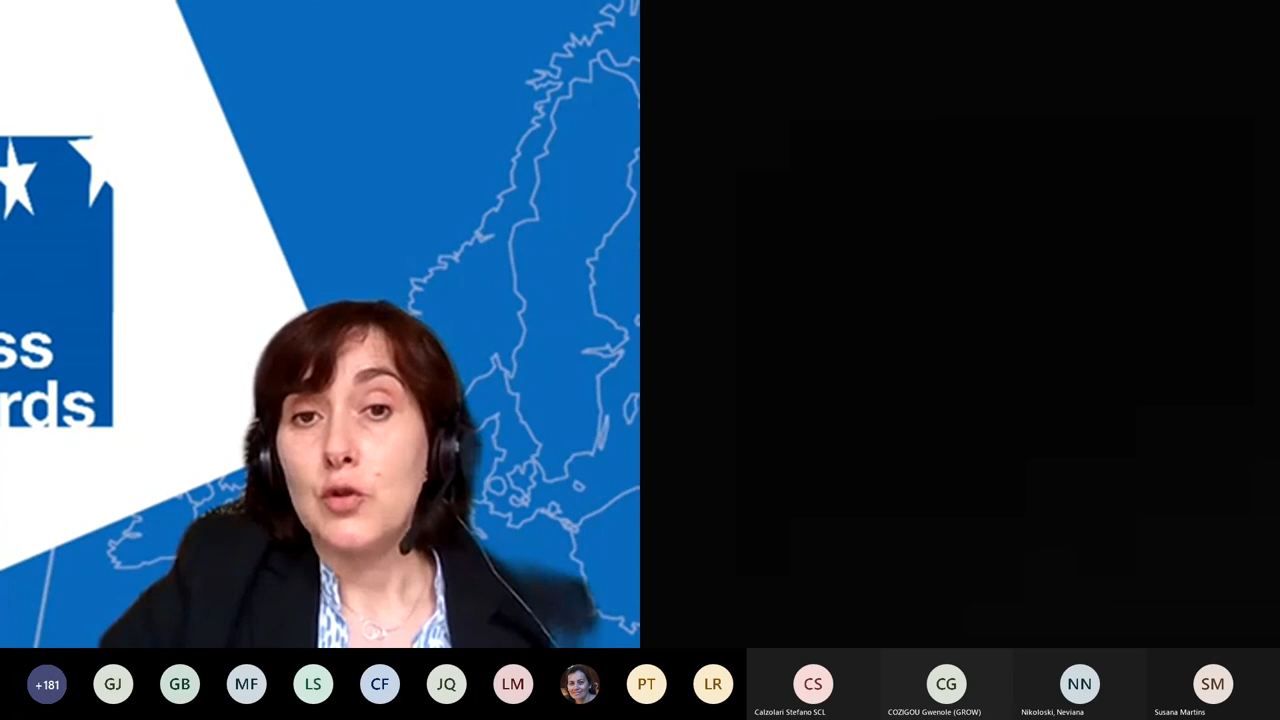 ss
rds
+181
GJ
GB
MF
LS
CF
JQ
LM
PT
LR
CS
CG
NN
SM
Calzolari Stefano SCL
COZIGOU Gwenole (GROW)
Nikoloski, Neviana
Susana Martins